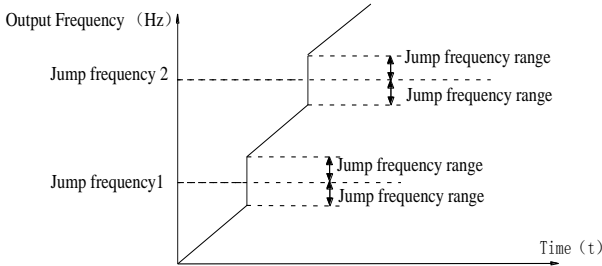 Output Frequency （Hz）
Jump frequency range
Jump frequency 2
Jump frequency range
Jump frequency range
Jump frequency1
Jump frequency range
Time（t）